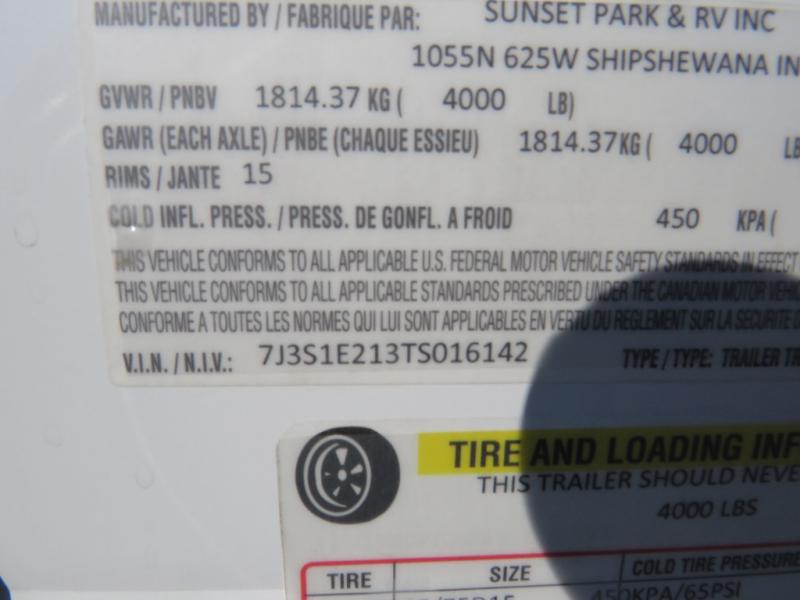 MANUFACTURED BY / FABRIQUE PAR: SUNSET PARK & RV INC
1055N 625W SHIPSHEWANA IN
GVWR / PNBV 1814.37 KG ( 4000 LB)
GAWR (EACH AXLE) / PNBE (CHAQUE ESSIEU) 1814.37 KG ( 4000 LB
RIMS / JANTE 15
COLD INFL. PRESS. / PRESS. DE GONFL. A FROID 450 KPA (
THIS VEHICLE CONFORMS TO ALL APPLICABLE U.S. FEDERAL MOTOR VEHICLE SAFETY STANDARDS IN EFFECT
THIS VEHICLE CONFORMS TO ALL APPLICABLE STANDARDS PRESCRIBED UNDER THE CANADIAN MOTOR
CONFORME A TOUTES LES NORMES QUI LUI SONT APPLICABLES EN VERTU DU REGLEMENT SUR LA SECURITE
V.I.N. / N.I.V.: 7J3S1E213TS016142 TYPE / TYPE: TRAILER
TIRE AND LOADING INF
THIS TRAILER SHOULD NEVE
4000 LBS
TIRE SIZE COLD TIRE PRESSURE
450KPA/65PSI